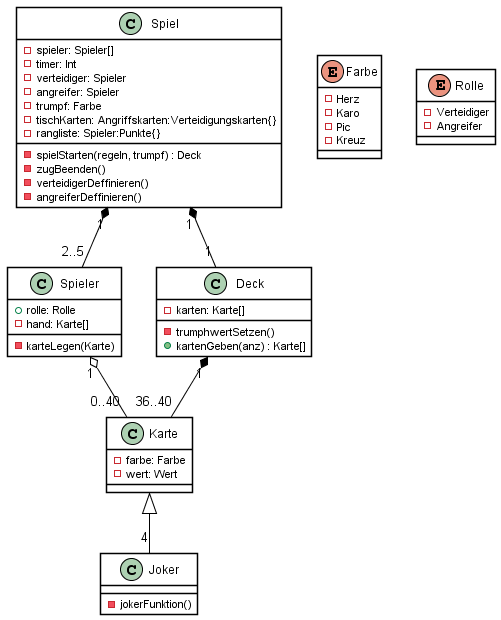 C Spiel
spieler: Spieler[]
timer: Int
verteidiger: Spieler
angreifer: Spieler
trumpf: Farbe
tischKarten: Angriffskarten:Verteidigungskarten{}
rangliste: Spieler:Punkte{}
spielStarten(regeln, trumpf) : Deck
zugBeenden()
verteidigerDeffinieren()
angreiferDeffinieren()
E Farbe
Herz
Karo
Pic
Kreuz
E Rolle
Verteidiger
Angreifer
1
1
2..5
1
C Spieler
rolle: Rolle
hand: Karte[]
karteLegen(Karte)
C Deck
karten: Karte[]
trumphwertSetzen()
kartenGeben(anz) : Karte[]
1
1
0..40
36..40
C Karte
farbe: Farbe
wert: Wert
4
C Joker
jokerFunktion()